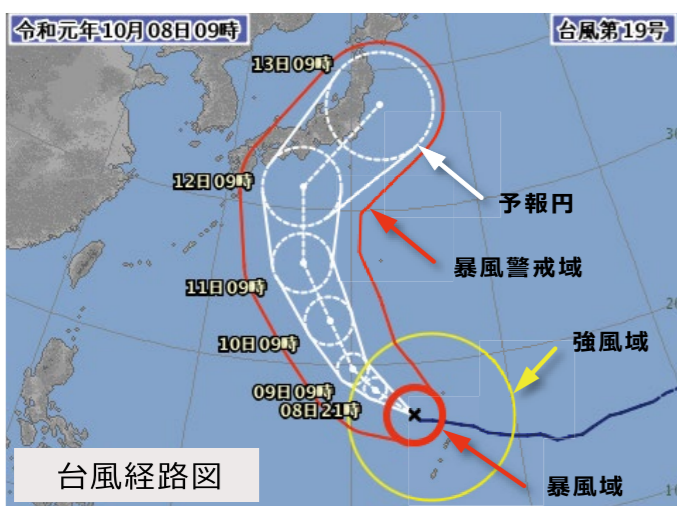 令和元年10月08日09時
台風第19号
13日09時
30
予報円
12日09時
暴風警戒域
11日09時
20
強風域
10日09時
09日09時
08日21時
台風経路図
暴風域
10